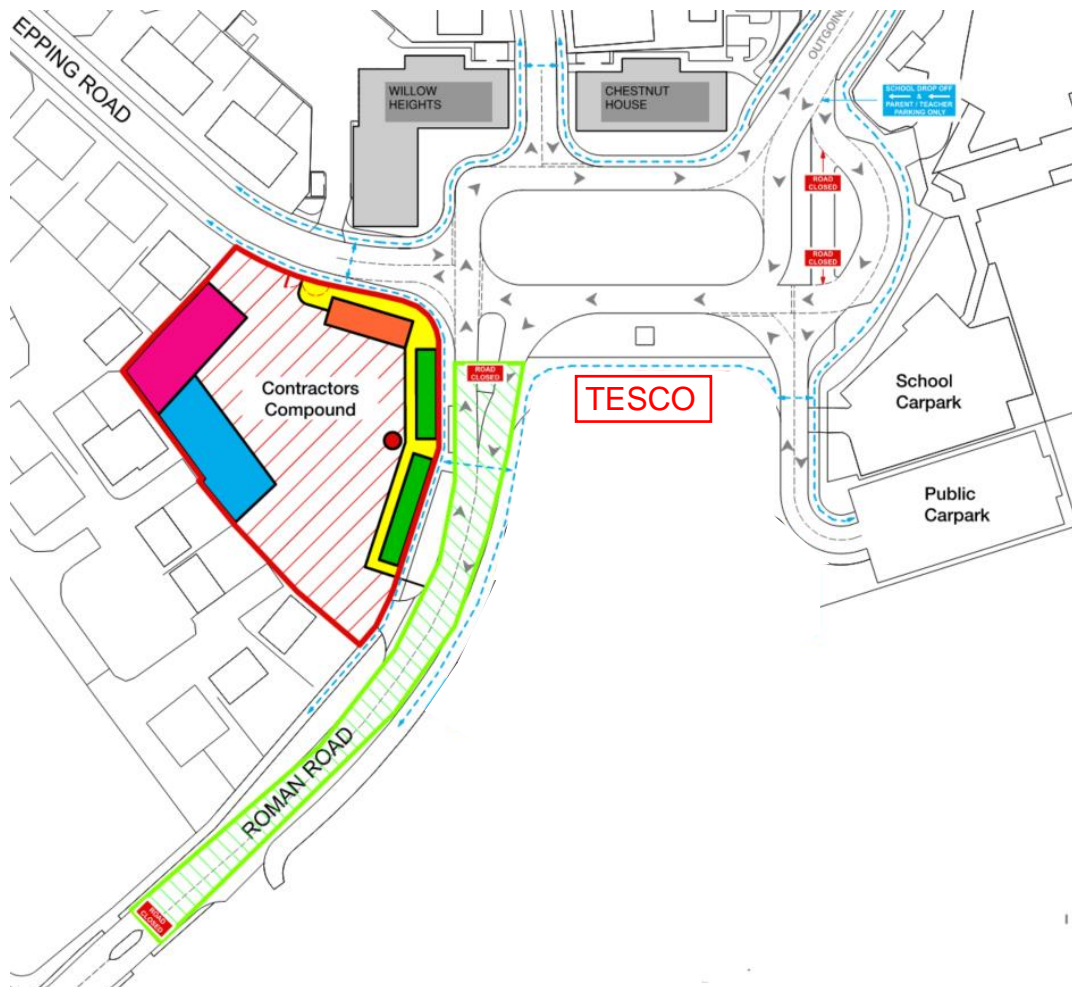 EPPING ROAD
OUTGOING
WILLOW
HEIGHTS
CHESTNUT
HOUSE
SCHOOL DROP OFF
&
PARENT / TEACHER
PARKING ONLY
ROAD
CLOSED
ROAD
CLOSED
ROAD
CLOSED
TESCO
Contractors
Compound
School
Carpark
Public
Carpark
ROMAN ROAD
ROAD
CLOSED